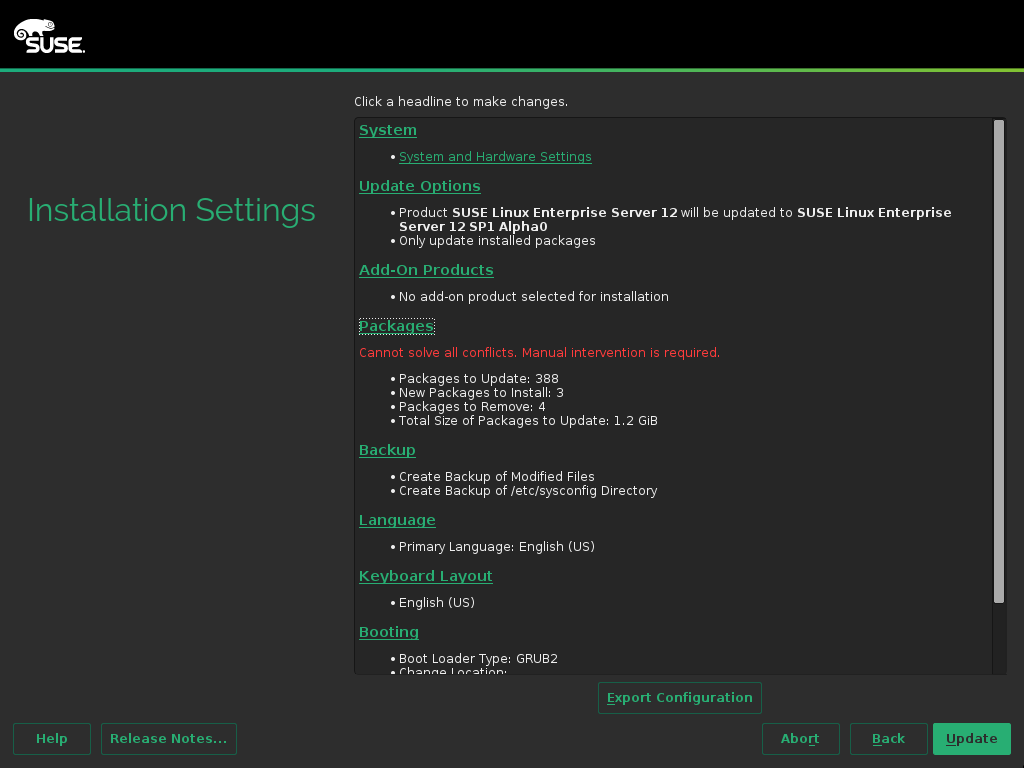 SUSE
Click a headline to make changes.
Installation Settings
System
• System and Hardware Settings
Update Options
• Product SUSE Linux Enterprise Server 12 will be updated to SUSE Linux Enterprise
Server 12 SP1 Alpha0
• Only update installed packages
Add-On Products
• No add-on product selected for installation
Packages
Cannot solve all conflicts. Manual intervention is required.
• Packages to Update: 388
• New Packages to Install: 3
• Packages to Remove: 4
• Total Size of Packages to Update: 1.2 GiB
Backup
• Create Backup of Modified Files
• Create Backup of /etc/sysconfig Directory
Language
• Primary Language: English (US)
Keyboard Layout
• English (US)
Booting
• Boot Loader Type: GRUB2
• Change Location:
Export Configuration
Help
Release Notes...
Abort
Back
Update